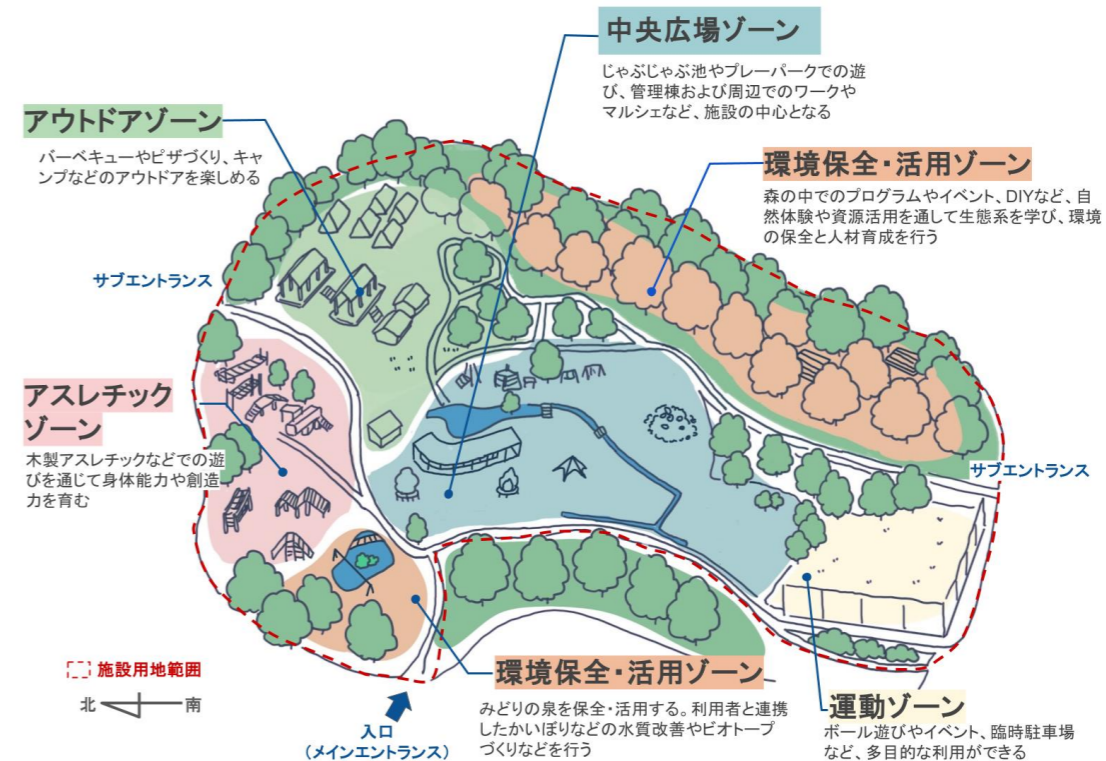 中央広場ゾーン
じゃぶじゃぶ池やプレーパークでの遊
び、管理棟および周辺でのワークや
マルシェなど、施設の中心となる
アウトドアゾーン
バーベキューやピザづくり、キャ
ンプなどのアウトドアを楽しめる
環境保全・活用ゾーン
森の中でのプログラムやイベント、DIYなど、自
然体験や資源活用を通して生態系を学び、環境
の保全と人材育成を行う
サブエントランス
アスレチック
ゾーン
木製アスレチックなどでの遊
びを通じて身体能力や創造
力を育む
サブエントランス
施設用地範囲
北 南
入口
（メインエントランス）
環境保全・活用ゾーン
みどりの泉を保全・活用する。利用者と連携
したかいぼりなどの水質改善やビオトープ
づくりなどを行う
運動ゾーン
ボール遊びやイベント、臨時駐車場
など、多目的な利用ができる